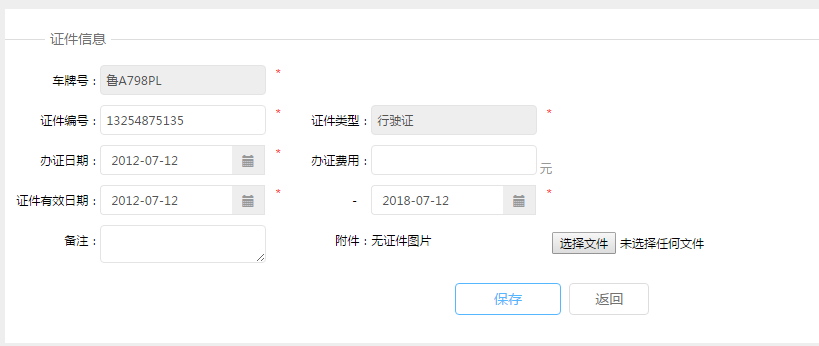 证件信息
车牌号： 鲁A798PL *
证件编号： 13254875135 * 证件类型： 行驶证 *
办证日期： 2012-07-12 * 办证费用： 元
证件有效日期： 2012-07-12 * - 2018-07-12 *
备注： 附件：无证件图片 选择文件 未选择任何文件
保存 返回